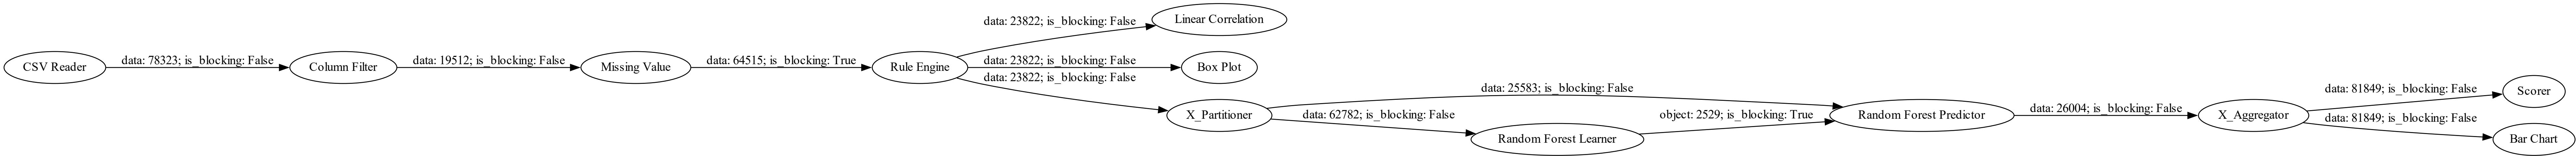 CSV Reader
data: 78323; is_blocking: False
Column Filter
data: 19512; is_blocking: False
Missing Value
data: 64515; is_blocking: True
Rule Engine
data: 23822; is_blocking: False
Linear Correlation
data: 23822; is_blocking: False
Box Plot
data: 23822; is_blocking: False
X_Partitioner
data: 25583; is_blocking: False
data: 62782; is_blocking: False
Random Forest Learner
object: 2529; is_blocking: True
Random Forest Predictor
data: 26004; is_blocking: False
X_Aggregator
data: 81849; is_blocking: False
Scorer
data: 81849; is_blocking: False
Bar Chart